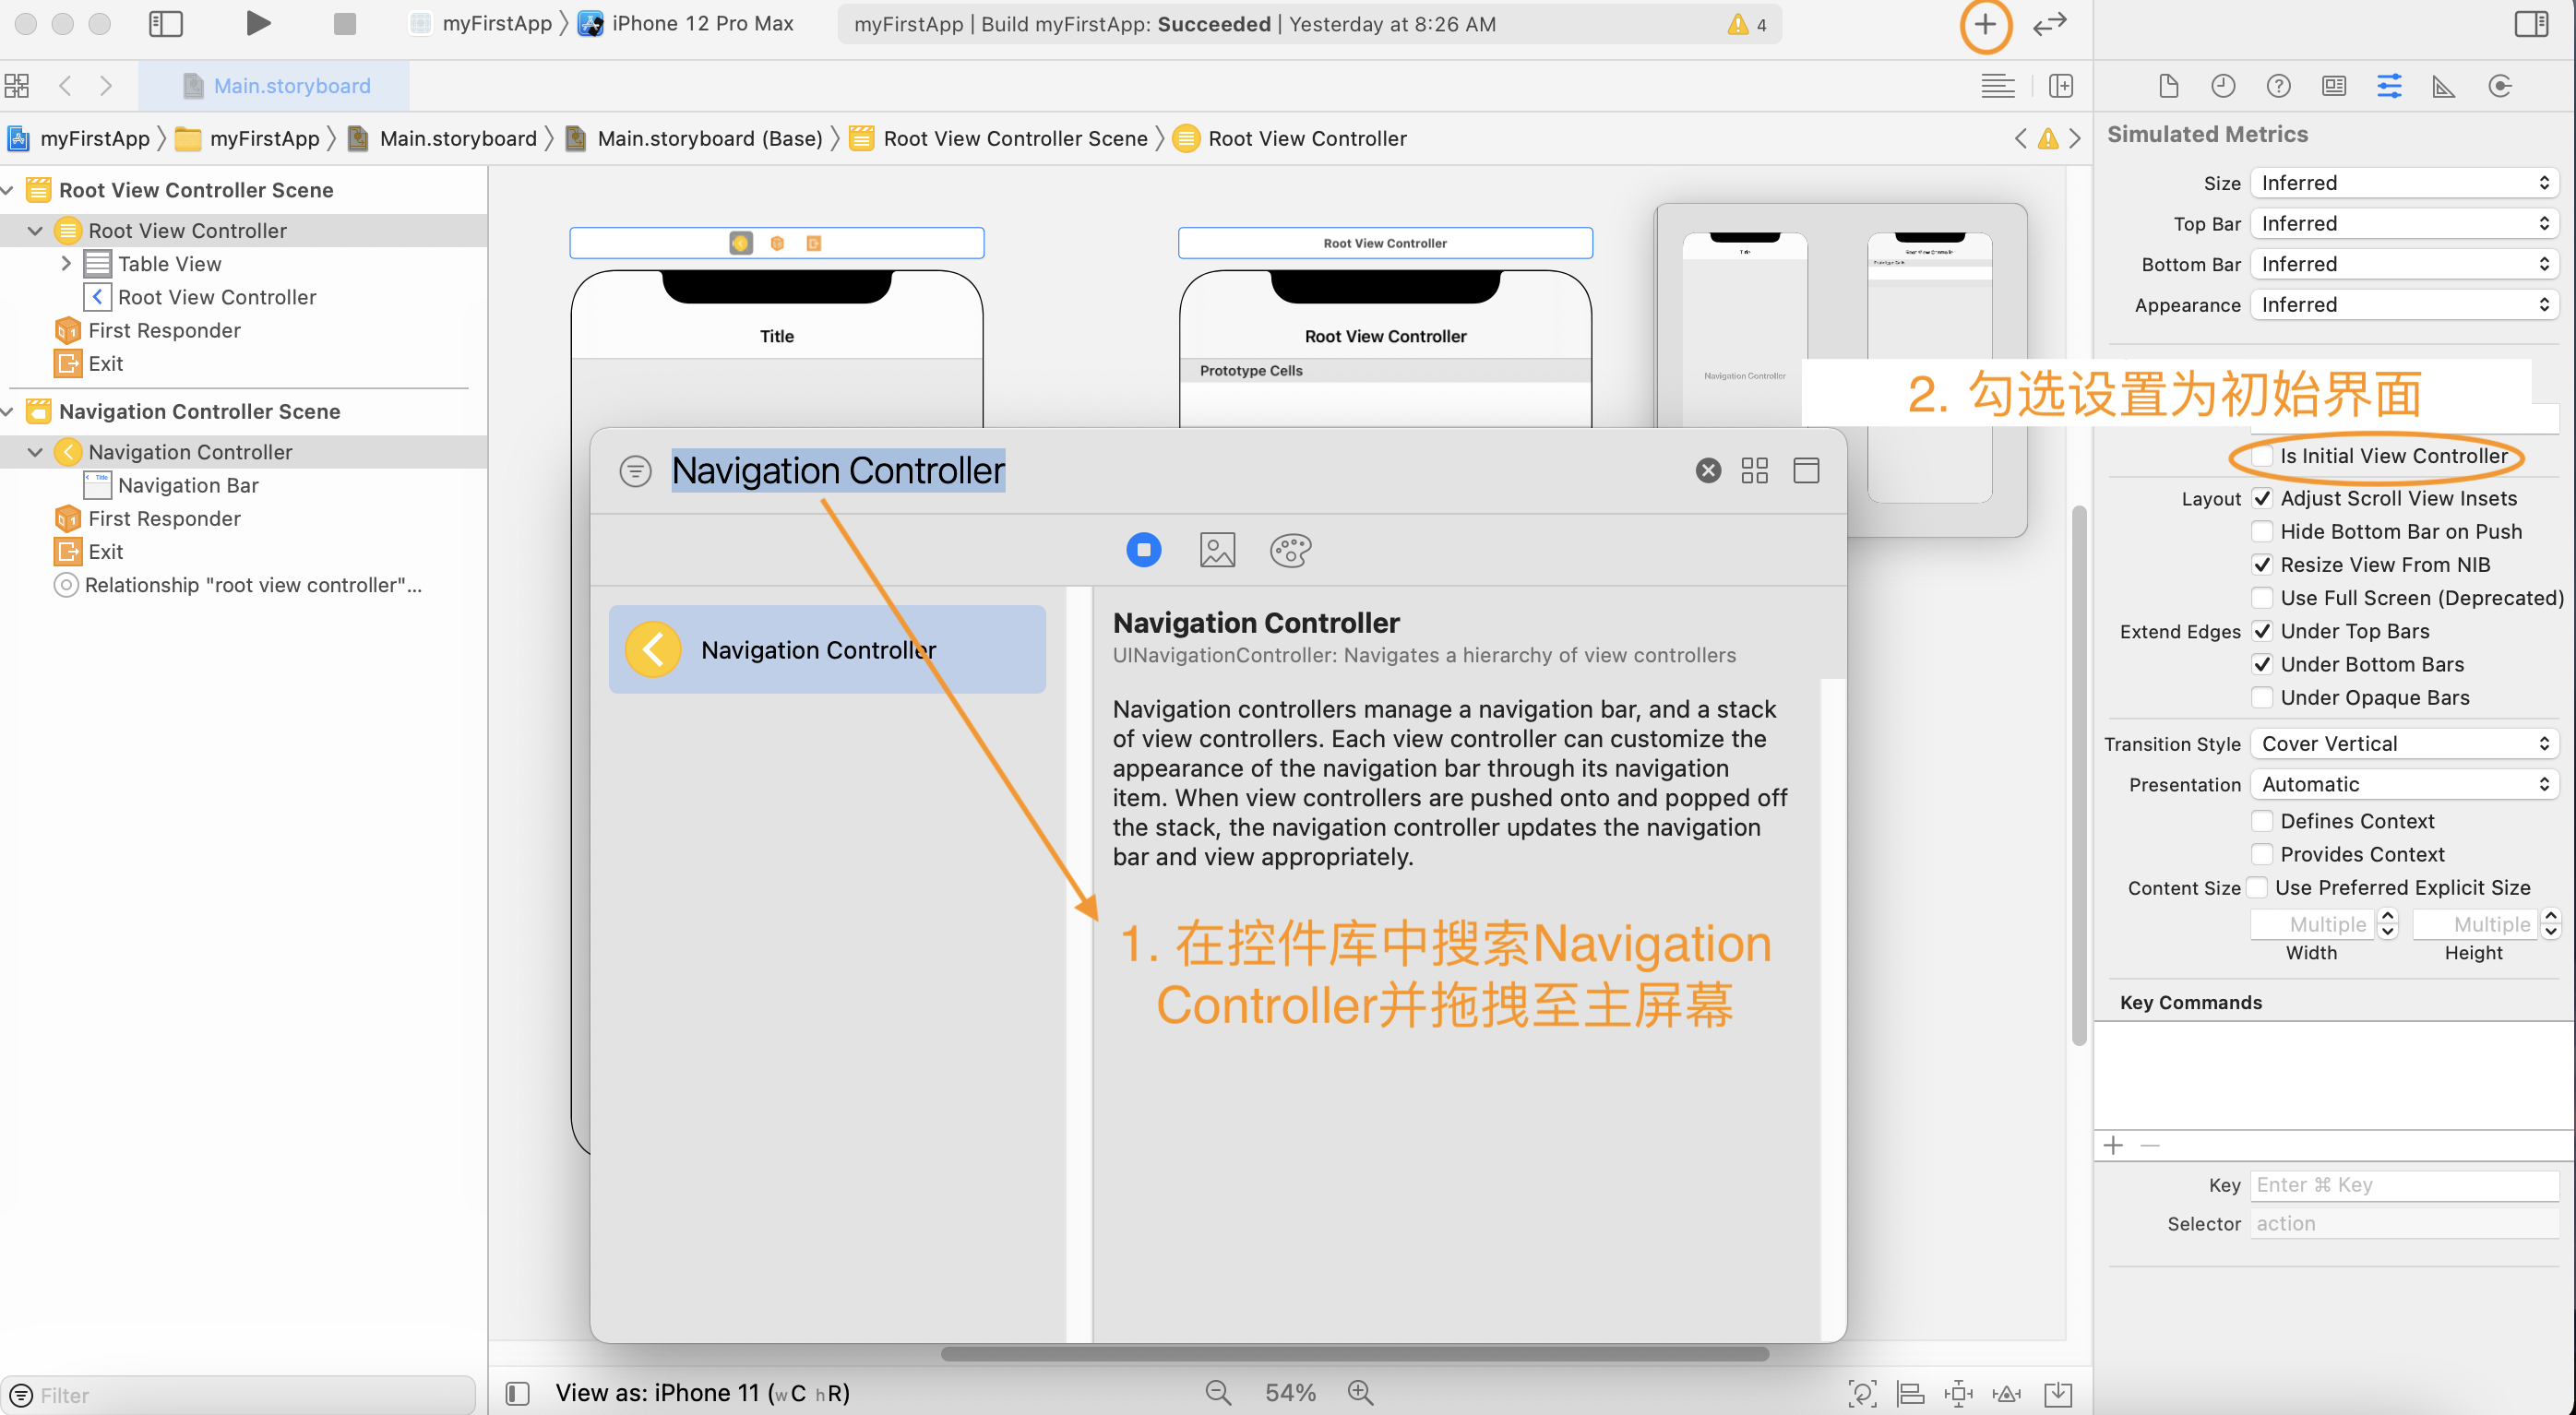 myFirstApp 〉 iPhone 12 Pro Max
myFirstApp | Build myFirstApp: Succeeded | Yesterday at 8:26 AM
4
Main.storyboard
myFirstApp 〉 myFirstApp 〉 Main.storyboard 〉 Main.storyboard (Base) 〉 Root View Controller Scene 〉 Root View Controller
Root View Controller Scene
Root View Controller
Table View
Root View Controller
First Responder
Exit
Navigation Controller Scene
Navigation Controller
Navigation Bar
First Responder
Exit
Relationship "root view controller"...
Filter
Title
Root View Controller
Root View Controller
Prototype Cells
Title
Navigation Controller
Root View Controller
Prototype Cells
Navigation Controller
Navigation Controller
Navigation Controller
UINavigationController: Navigates a hierarchy of view controllers
Navigation controllers manage a navigation bar, and a stack
of view controllers. Each view controller can customize the
appearance of the navigation bar through its navigation
item. When view controllers are pushed onto and popped off
the stack, the navigation controller updates the navigation
bar and view appropriately.
1. 在控件库中搜索Navigation
Controller并拖拽至主屏幕
View as: iPhone 11 (wC hR)
54%
Simulated Metrics
Size Inferred
Top Bar Inferred
Bottom Bar Inferred
Appearance Inferred
2. 勾选设置为初始界面
Is Initial View Controller
Layout Adjust Scroll View Insets
Hide Bottom Bar on Push
Resize View From NIB
Use Full Screen (Deprecated)
Extend Edges Under Top Bars
Under Bottom Bars
Under Opaque Bars
Transition Style Cover Vertical
Presentation Automatic
Defines Context
Provides Context
Content Size Use Preferred Explicit Size
Multiple Multiple
Width Height
Key Commands
Key Enter ⌘ Key
Selector action